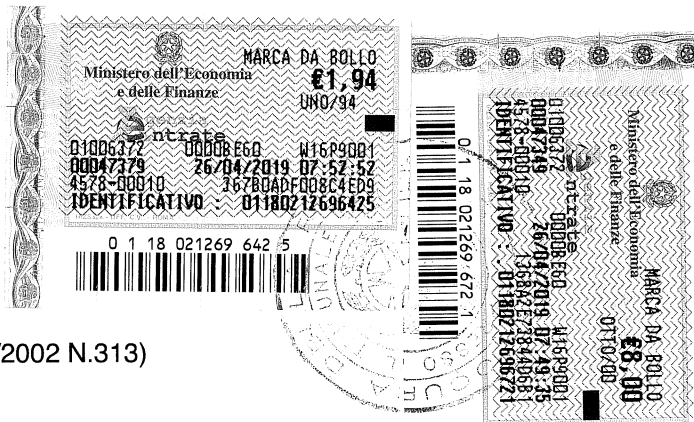 MARCA DA BOLLO
Ministero dell'Economia
e delle Finanze
€1,94
UNO/94
ntrate
01006372 00008E60 W16R9001
00047379 26/04/2019 07:52:52
4578-00010 367B0ADF008C4ED9
IDENTIFICATIVO : 01180212696425
0 1 18 021269 642 5
/2002 N.313)
MARCA DA BOLLO
Ministero dell'Economia
e delle Finanze
€8,00
OTTO/00
ntrate
01006372 00008E60 W16R9001
00047349 26/04/2019 07:49:35
4578-00010
IDENTIFICATIVO : 01180212696721
0 1 18 021269 672 1